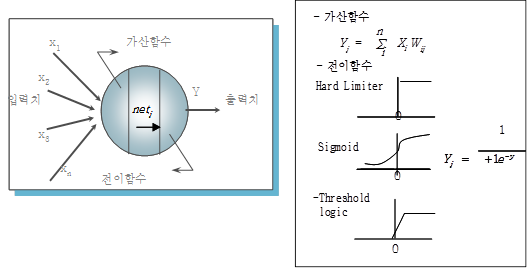 X1
가산함수
X2
Y
입력치
netj
출력치
X3
전이함수
- 가산함수
Yj = n Σ i Xi Wij
- 전이함수
Hard Limiter
0
Sigmoid
0
Yj = 1 / +1e-y
-Threshold
logic
0